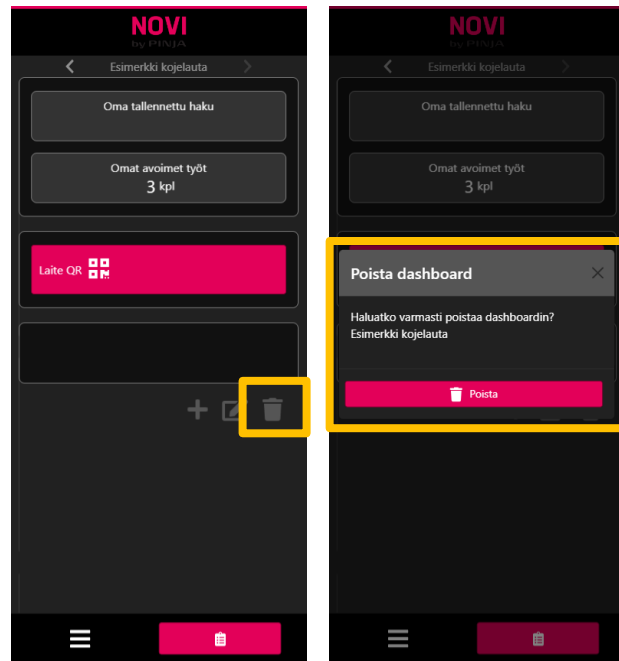 NOVI
by PINJA
Esimerkki kojelauta
Oma tallennettu haku
Omat avoimet työt
3 kpl
Laite QR
NOVI
by PINJA
Esimerkki kojelauta
Oma tallennettu haku
Omat avoimet työt
3 kpl
Poista dashboard
Haluatko varmasti poistaa dashboardin?
Esimerkki kojelauta
Poista